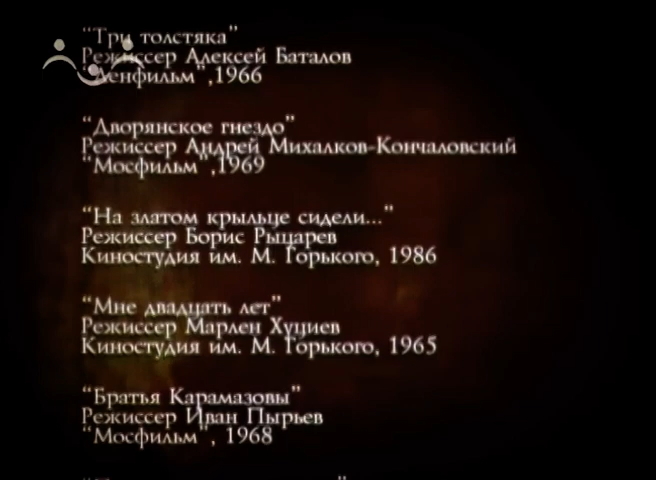 "Три толстяка"
Режиссер Алексей Баталов
"Ленфильм",1966
"Дворянское гнездо"
Режиссер Андрей Михалков-Кончаловский
"Мосфильм",1969
"На златом крыльце сидели..."
Режиссер Борис Рыцарев
Киностудия им. М. Горького, 1986
"Мне двадцать лет"
Режиссер Марлен Хуциев
Киностудия им. М. Горького, 1965
"Братья Карамазовы"
Режиссер Иван Пырьев
"Мосфильм", 1968